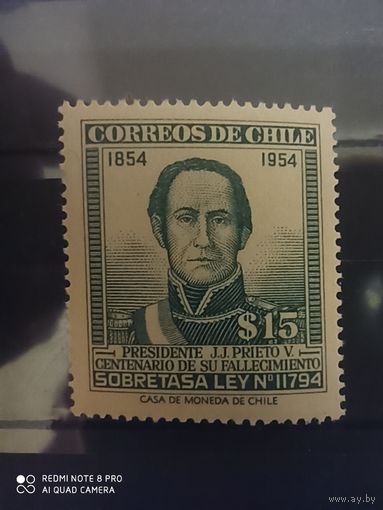 CORREOS DE CHILE
1854 1954
$15
PRESIDENTE J.J. PRIETO V.
CENTENARIO DE SU FALLECIMIENTO
SOBRETASA LEY Nº 11794
CASA DE MONEDA DE CHILE
REDMI NOTE 8 PRO
AI QUAD CAMERA
www.ay.by